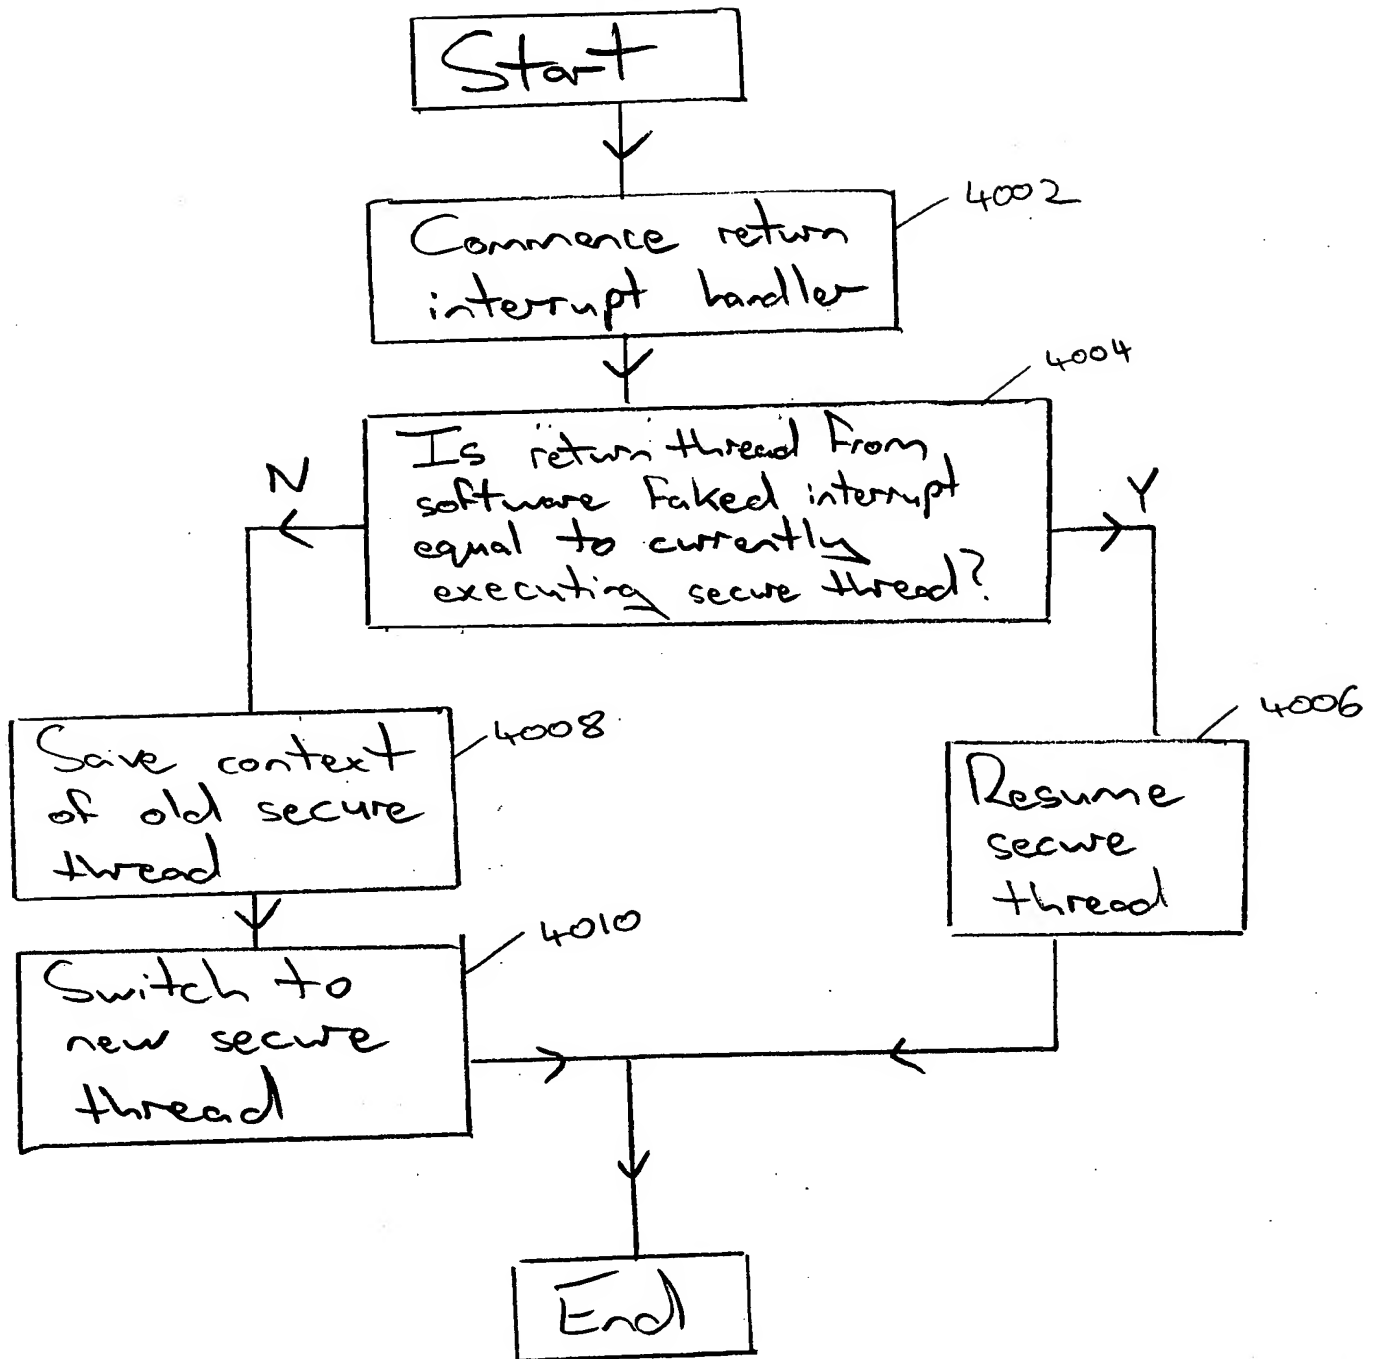 Start
Commence return
interrupt handler
4002
4004
Is return thread from
software faked interrupt
equal to currently
executing secure thread?
N
Y
Save context
of old secure
thread
4008
4006
Resume
secure
thread
Switch to
new secure
thread
4010
End